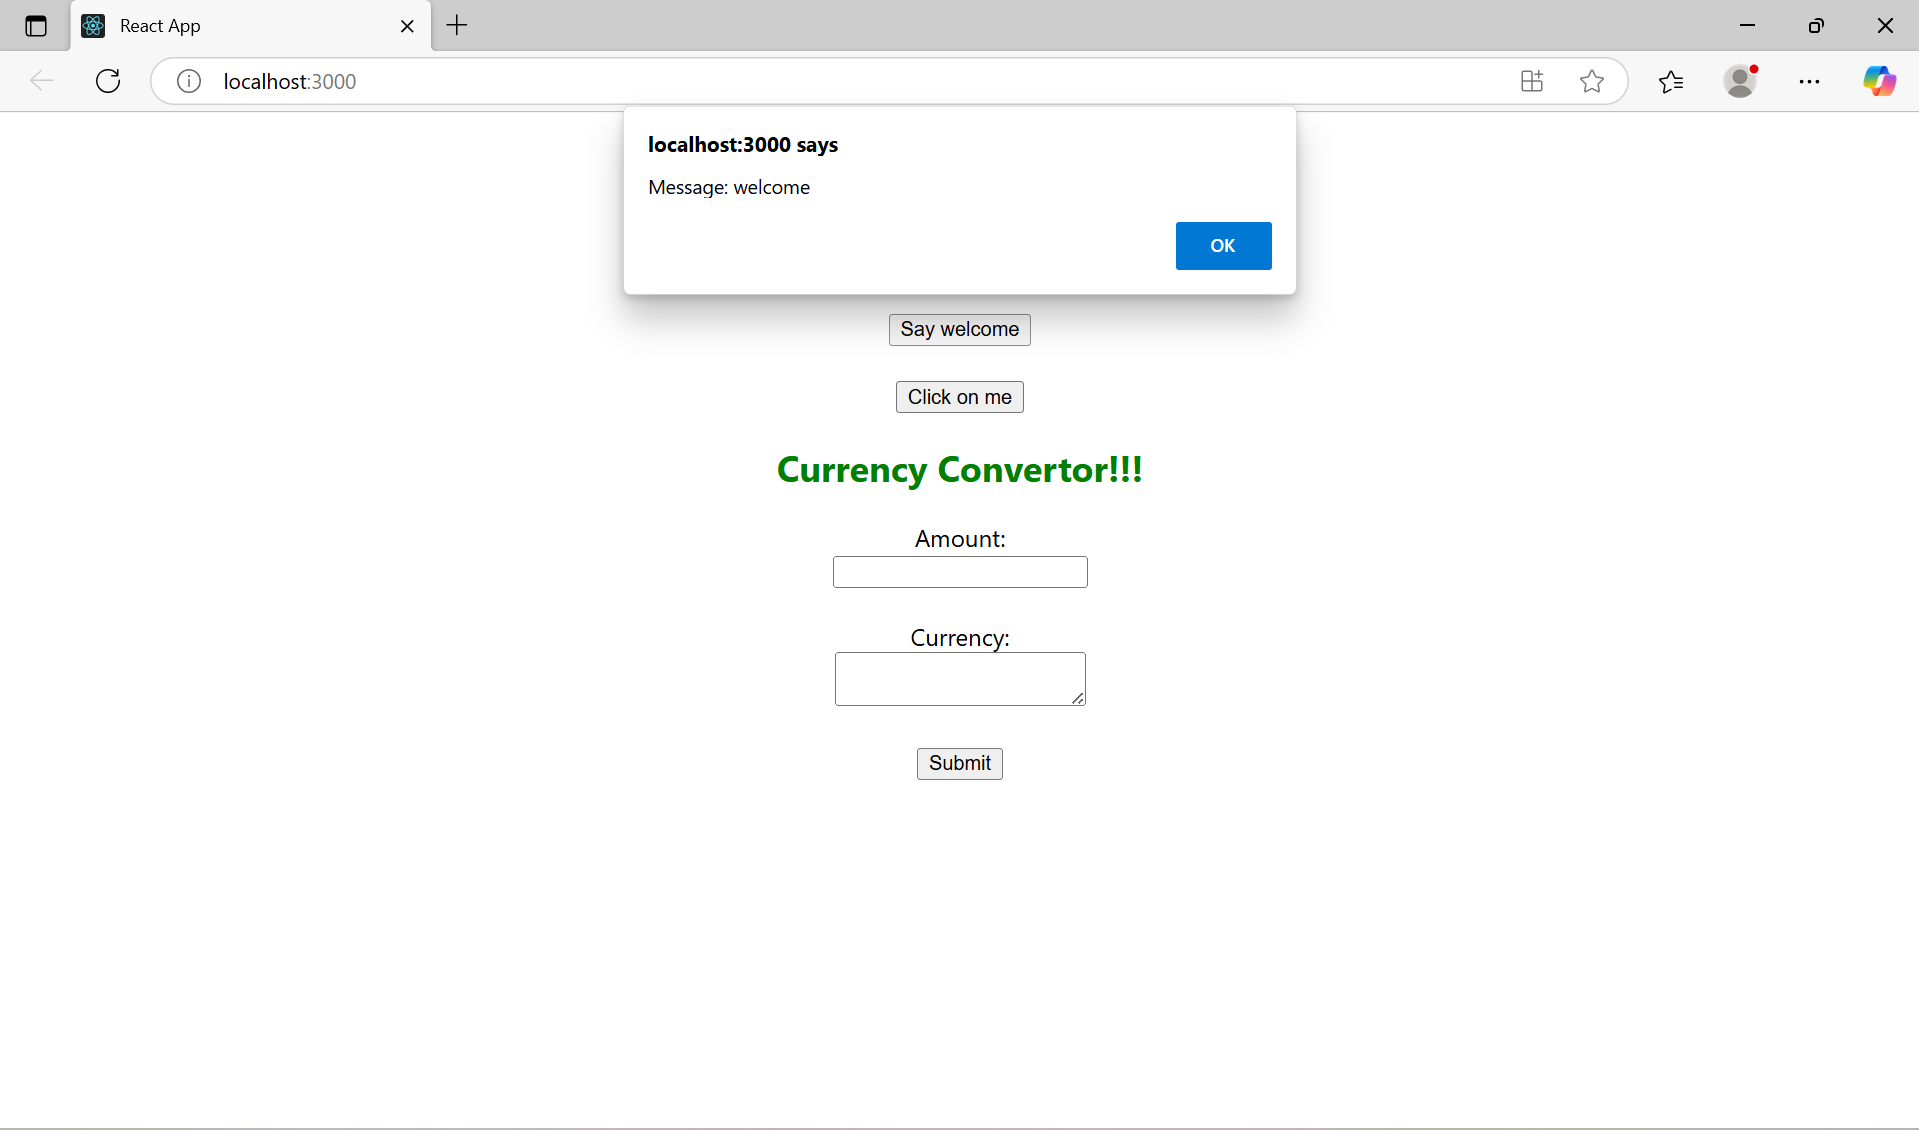 React App
localhost:3000
localhost:3000 says
Message: welcome
OK
Say welcome
Click on me
Currency Convertor!!!
Amount:
Currency:
Submit